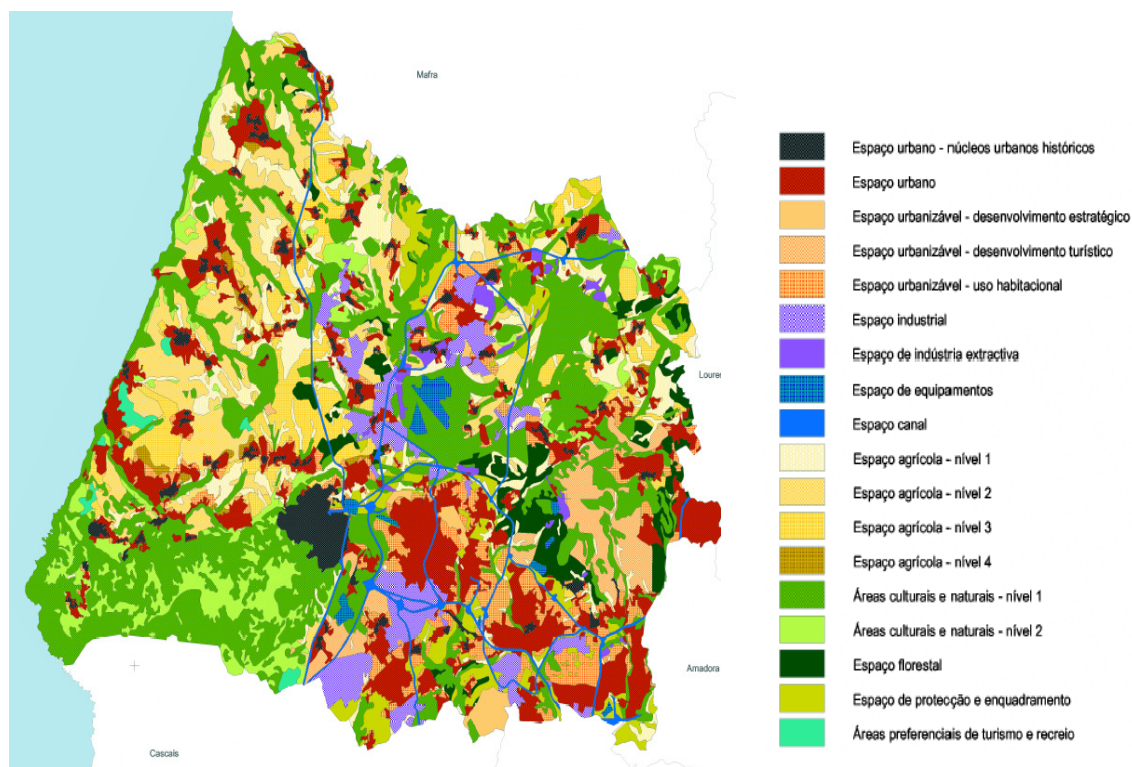 Mafra
Loures
Amadora
Cascais
Espaço urbano - núcleos urbanos históricos
Espaço urbano
Espaço urbanizável - desenvolvimento estratégico
Espaço urbanizável - desenvolvimento turístico
Espaço urbanizável - uso habitacional
Espaço industrial
Espaço de indústria extractiva
Espaço de equipamentos
Espaço canal
Espaço agrícola - nível 1
Espaço agrícola - nível 2
Espaço agrícola - nível 3
Espaço agrícola - nível 4
Áreas culturais e naturais - nível 1
Áreas culturais e naturais - nível 2
Espaço florestal
Espaço de protecção e enquadramento
Áreas preferenciais de turismo e recreio